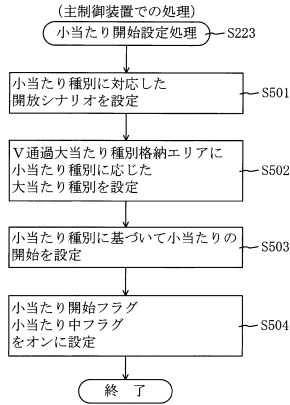 (主制御装置での処理)
小当たり開始設定処理
S223
小当たり種別に対応した
開放シナリオを設定
S501
V通過大当たり種別格納エリアに
小当たり種別に応じた
大当たり種別を設定
S502
小当たり種別に基づいて小当たりの
開始を設定
S503
小当たり開始フラグ
小当たり中フラグ
をオンに設定
S504
終 了